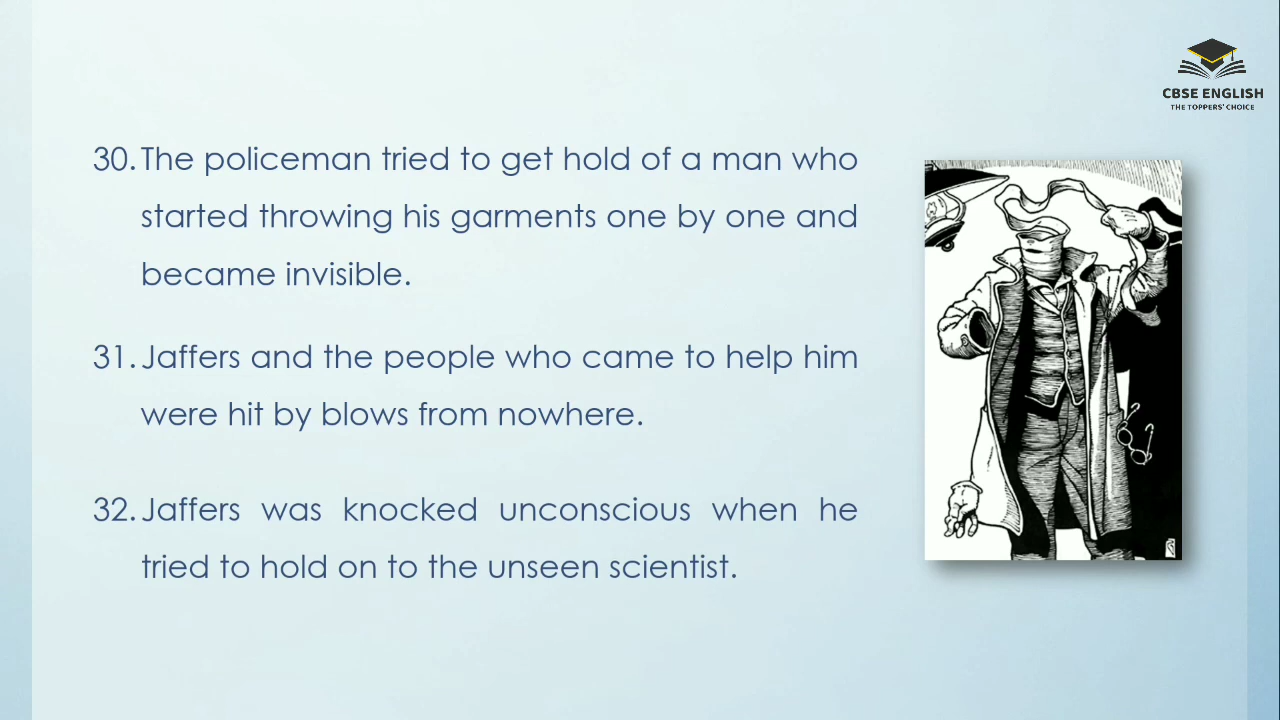 CBSE ENGLISH
THE TOPPERS' CHOICE
30. The policeman tried to get hold of a man who
started throwing his garments one by one and
became invisible.
31. Jaffers and the people who came to help him
were hit by blows from nowhere.
32. Jaffers was knocked unconscious when he
tried to hold on to the unseen scientist.